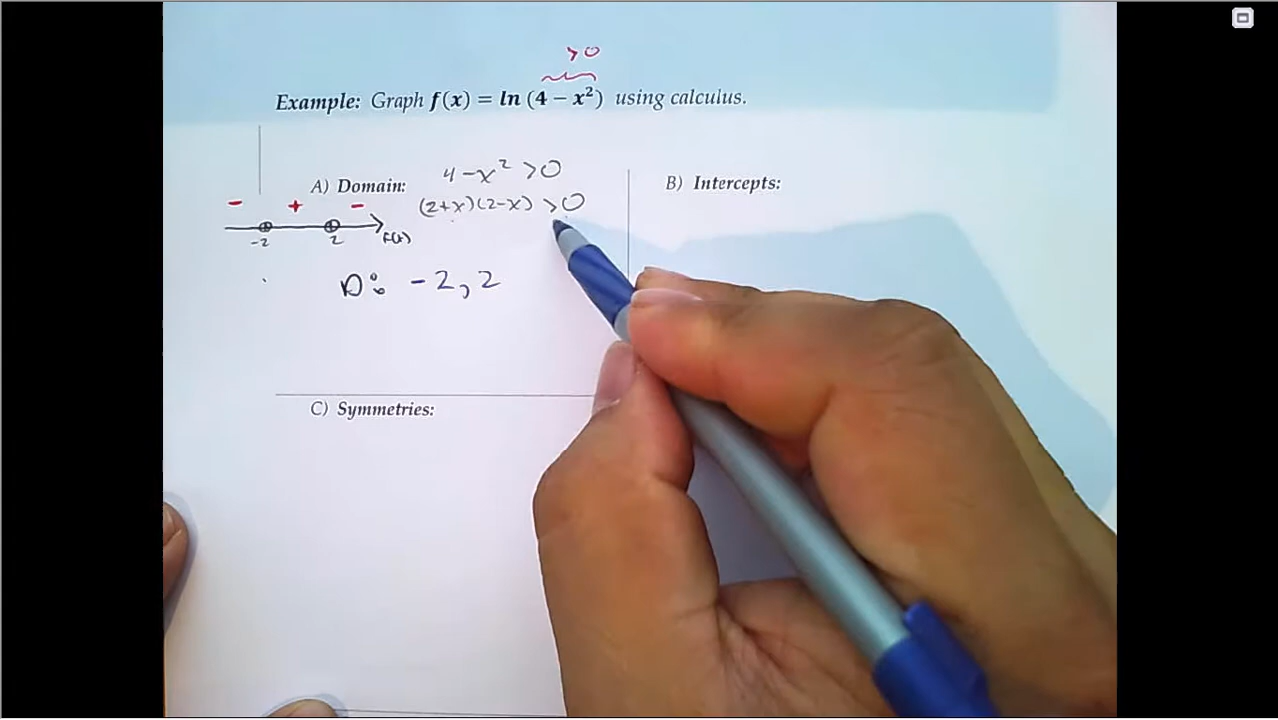 > 0
Example: Graph f(x) = ln (4 − x²) using calculus.
A) Domain:
4 - x² > 0
(2+x)(2-x) > 0
- + -
-2 2 f(x)
D: -2, 2
B) Intercepts:
C) Symmetries: